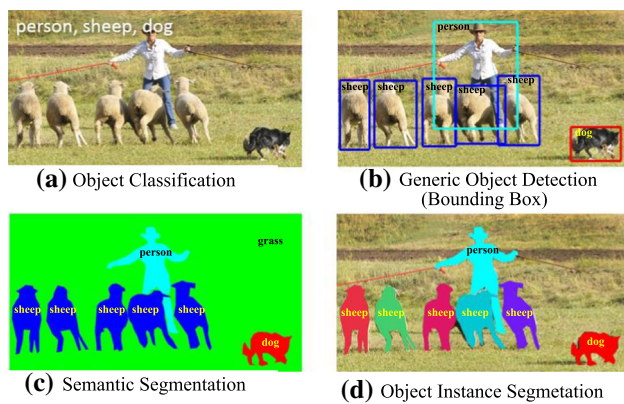 person, sheep, dog
(a) Object Classification
person
sheep
sheep
sheep
sheep
sheep
dog
(b) Generic Object Detection
(Bounding Box)
person
grass
sheep
sheep
sheep
sheep
sheep
dog
(c) Semantic Segmentation
person
sheep
sheep
sheep
sheep
sheep
dog
(d) Object Instance Segmetation